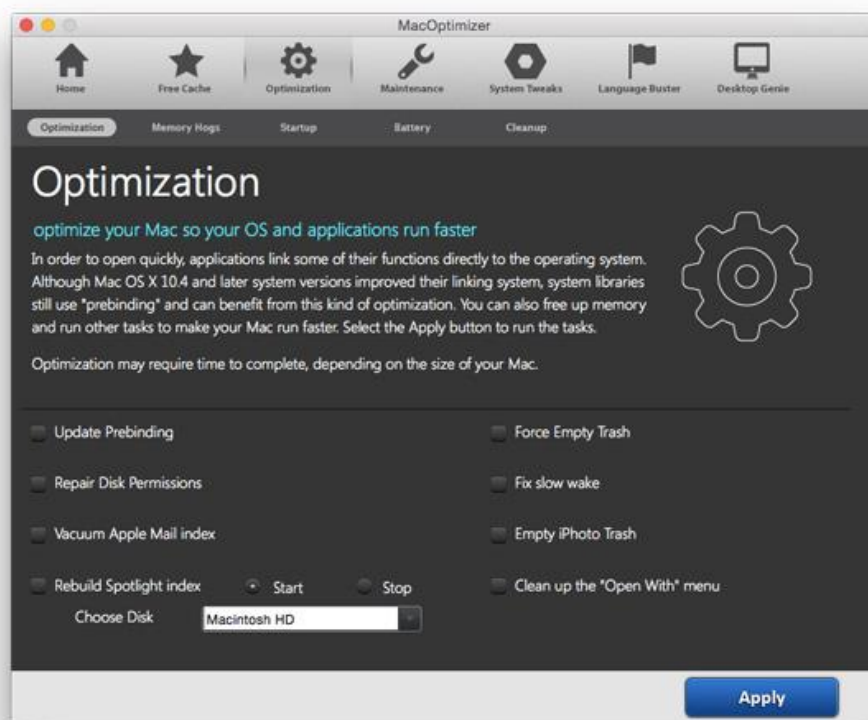 MacOptimizer
Home
Free Cache
Optimization
Maintenance
System Tweaks
Language Buster
Desktop Genie
Optimization
Memory Hogs
Startup
Battery
Cleanup
Optimization
optimize your Mac so your OS and applications run faster
In order to open quickly, applications link some of their functions directly to the operating system.
Although Mac OS X 10.4 and later system versions improved their linking system, system libraries
still use "prebinding" and can benefit from this kind of optimization. You can also free up memory
and run other tasks to make your Mac run faster. Select the Apply button to run the tasks.
Optimization may require time to complete, depending on the size of your Mac.
Update Prebinding
Force Empty Trash
Repair Disk Permissions
Fix slow wake
Vacuum Apple Mail index
Empty iPhoto Trash
Rebuild Spotlight index Start Stop
Clean up the "Open With" menu
Choose Disk Macintosh HD
Apply